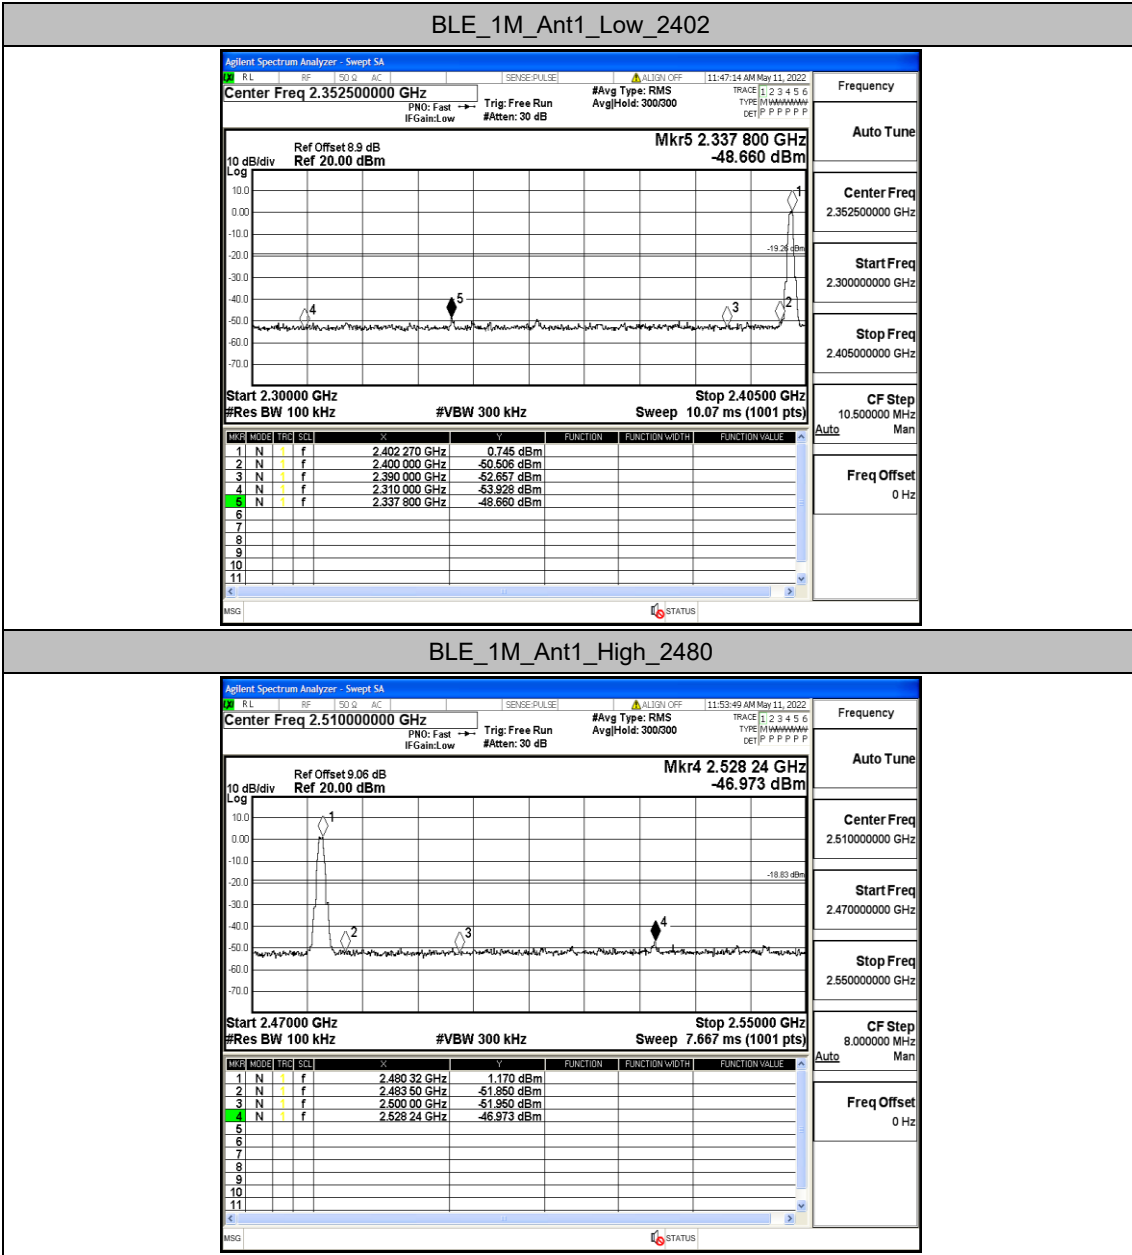 BLE_1M_Ant1_Low_2402
Agilent Spectrum Analyzer - Swept SA
RL RF 50 Ω AC SENSE:PULSE ALIGN OFF 11:47:14 AM May 11, 2022
Center Freq 2.352500000 GHz
PNO: Fast
IFGain:Low
Trig: Free Run
#Atten: 30 dB
#Avg Type: RMS
Avg|Hold: 300/300
TRACE 1 2 3 4 5 6
TYPE M
DET P P P P P P
Frequency
Auto Tune
Center Freq
2.352500000 GHz
Start Freq
2.300000000 GHz
Stop Freq
2.405000000 GHz
CF Step
10.500000 MHz
Auto Man
Freq Offset
0 Hz
Mkr5 2.337 800 GHz
-48.660 dBm
Ref Offset 8.9 dB
10 dB/div Ref 20.00 dBm
Log
10.0
0.00
-10.0
-20.0
-30.0
-40.0
-50.0
-60.0
-70.0
-19.26 dBm
1
2
3
4
5
Start 2.30000 GHz Stop 2.40500 GHz
#Res BW 100 kHz #VBW 300 kHz Sweep 10.07 ms (1001 pts)
MKR MODE TRC SCL X Y FUNCTION FUNCTION WIDTH FUNCTION VALUE
1 N 1 f 2.402 270 GHz 0.745 dBm
2 N 1 f 2.400 000 GHz -50.506 dBm
3 N 1 f 2.390 000 GHz -52.657 dBm
4 N 1 f 2.310 000 GHz -53.928 dBm
5 N 1 f 2.337 800 GHz -48.660 dBm
6
7
8
9
10
11
MSG STATUS
BLE_1M_Ant1_High_2480
Agilent Spectrum Analyzer - Swept SA
RL RF 50 Ω AC SENSE:PULSE ALIGN OFF 11:53:49 AM May 11, 2022
Center Freq 2.510000000 GHz
PNO: Fast
IFGain:Low
Trig: Free Run
#Atten: 30 dB
#Avg Type: RMS
Avg|Hold: 300/300
TRACE 1 2 3 4 5 6
TYPE M
DET P P P P P P
Frequency
Auto Tune
Center Freq
2.510000000 GHz
Start Freq
2.470000000 GHz
Stop Freq
2.550000000 GHz
CF Step
8.000000 MHz
Auto Man
Freq Offset
0 Hz
Mkr4 2.528 24 GHz
-46.973 dBm
Ref Offset 9.06 dB
10 dB/div Ref 20.00 dBm
Log
10.0
0.00
-10.0
-20.0
-30.0
-40.0
-50.0
-60.0
-70.0
-18.83 dBm
1
2
3
4
Start 2.47000 GHz Stop 2.55000 GHz
#Res BW 100 kHz #VBW 300 kHz Sweep 7.667 ms (1001 pts)
MKR MODE TRC SCL X Y FUNCTION FUNCTION WIDTH FUNCTION VALUE
1 N 1 f 2.480 32 GHz 1.170 dBm
2 N 1 f 2.483 50 GHz -51.850 dBm
3 N 1 f 2.500 00 GHz -51.950 dBm
4 N 1 f 2.528 24 GHz -46.973 dBm
5
6
7
8
9
10
11
MSG STATUS